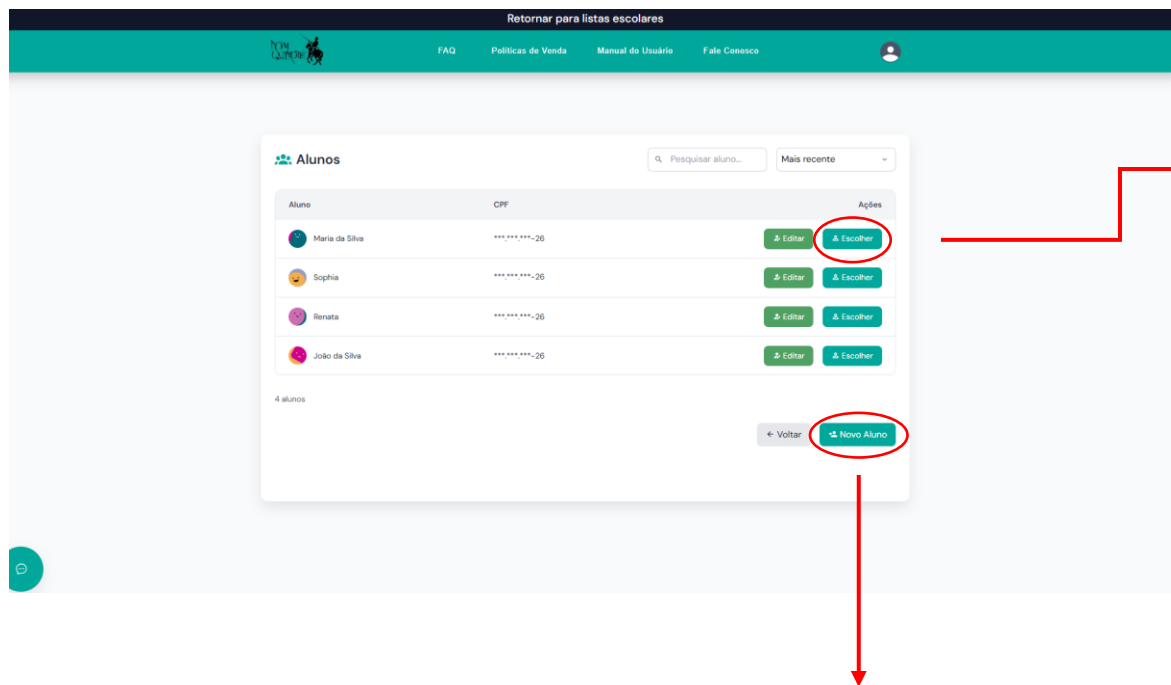 Retornar para listas escolares
DOM QUIXOTE FAQ Políticas de Venda Manual do Usuário Fale Conosco
Alunos Pesquisar aluno... Mais recente
Aluno CPF Ações
Maria da Silva ***.***.***-26 Editar Escolher
Sophia ***.***.***-26 Editar Escolher
Renata ***.***.***-26 Editar Escolher
João da Silva ***.***.***-26 Editar Escolher
4 alunos
← Voltar Novo Aluno